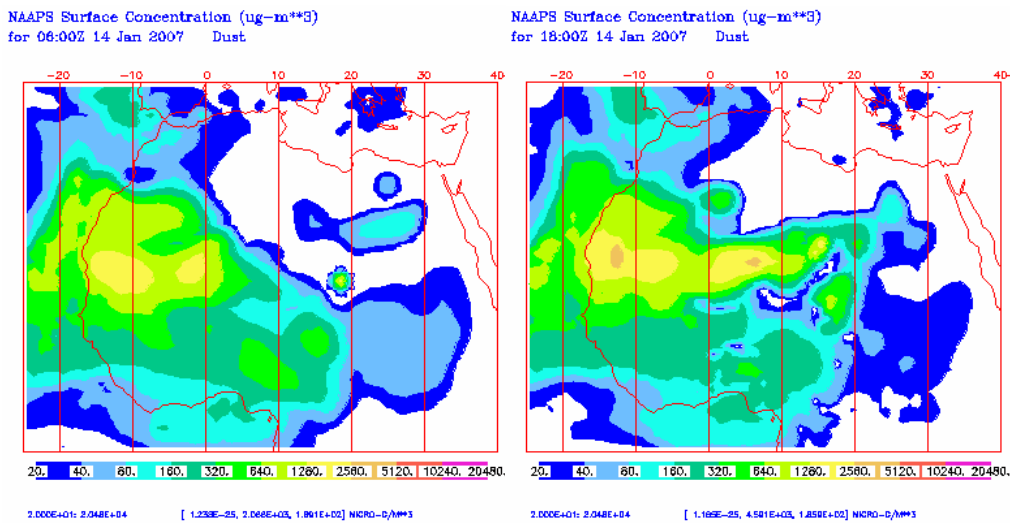 NAAPS Surface Concentration (ug-m**3)
for 06:00Z 14 Jan 2007 Dust
-20 -10 0 10 20 30 40
20. 40. 80. 160. 320. 640. 1280. 2560. 5120. 10240. 20480.
2.000E+01: 2.048E+04 [ 1.238E-25, 2.066E+03, 1.891E+02] MICRO-G/M**3
NAAPS Surface Concentration (ug-m**3)
for 18:00Z 14 Jan 2007 Dust
-20 -10 0 10 20 30 40
20. 40. 80. 160. 320. 640. 1280. 2560. 5120. 10240. 20480.
2.000E+01: 2.048E+04 [ 1.165E-25, 4.591E+03, 1.859E+02] MICRO-G/M**3